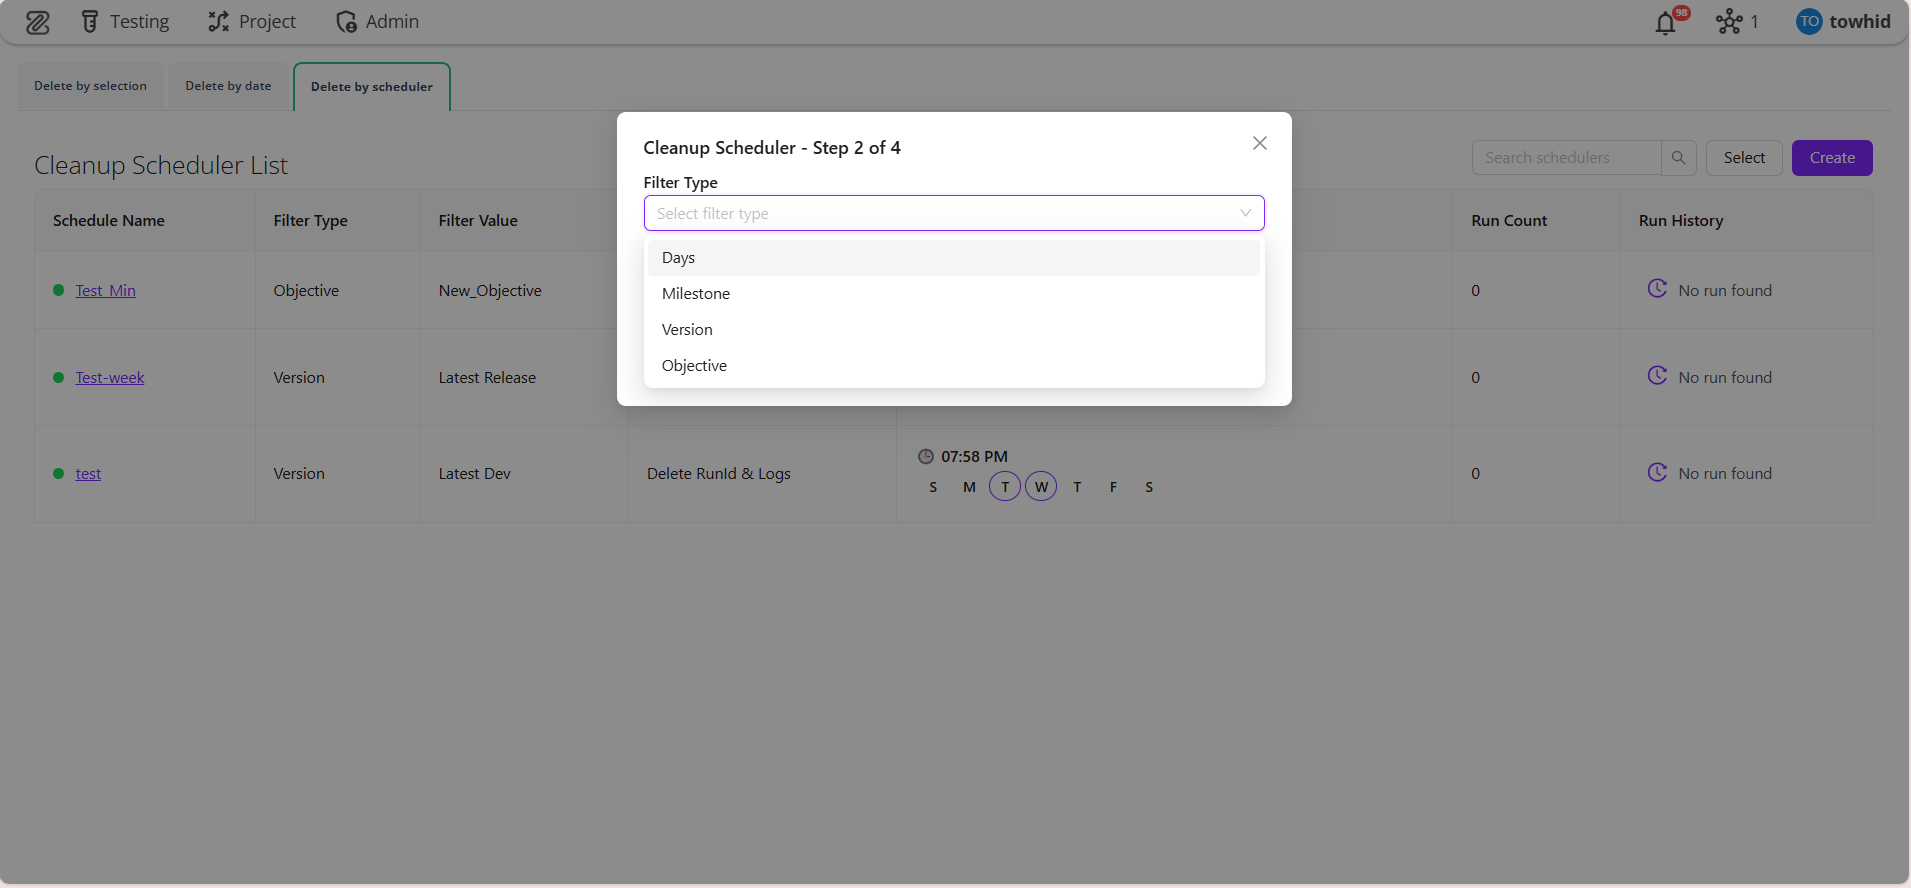 Testing Project Admin 98 1 TO towhid
Delete by selection Delete by date Delete by scheduler
Cleanup Scheduler - Step 2 of 4
Cleanup Scheduler List Search schedulers Select Create
Filter Type
Select filter type
Schedule Name Filter Type Filter Value Run Count Run History
Days
Test_Min Objective New_Objective 0 No run found
Milestone
Version
Objective
Test-week Version Latest Release 0 No run found
07:58 PM
test Version Latest Dev Delete RunId & Logs 0 No run found
S M T W T F S